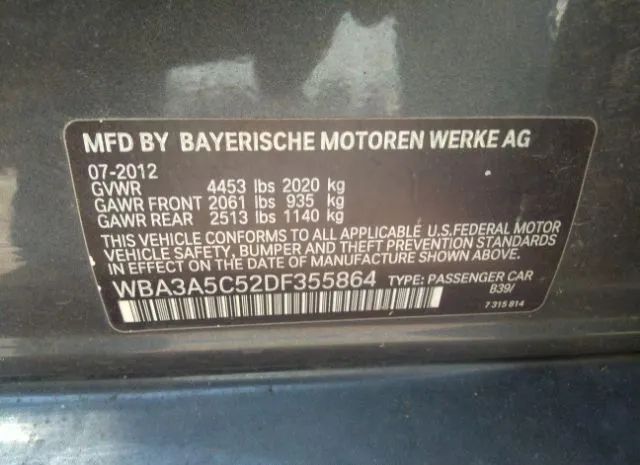 MFD BY BAYERISCHE MOTOREN WERKE AG
07-2012
GVWR 4453 lbs 2020 kg
GAWR FRONT 2061 lbs 935 kg
GAWR REAR 2513 lbs 1140 kg
THIS VEHICLE CONFORMS TO ALL APPLICABLE U.S.FEDERAL MOTOR
VEHICLE SAFETY, BUMPER AND THEFT PREVENTION STANDARDS
IN EFFECT ON THE DATE OF MANUFACTURE SHOWN ABOVE.
WBA3A5C52DF355864 TYPE: PASSENGER CAR
B39/
7 315 814